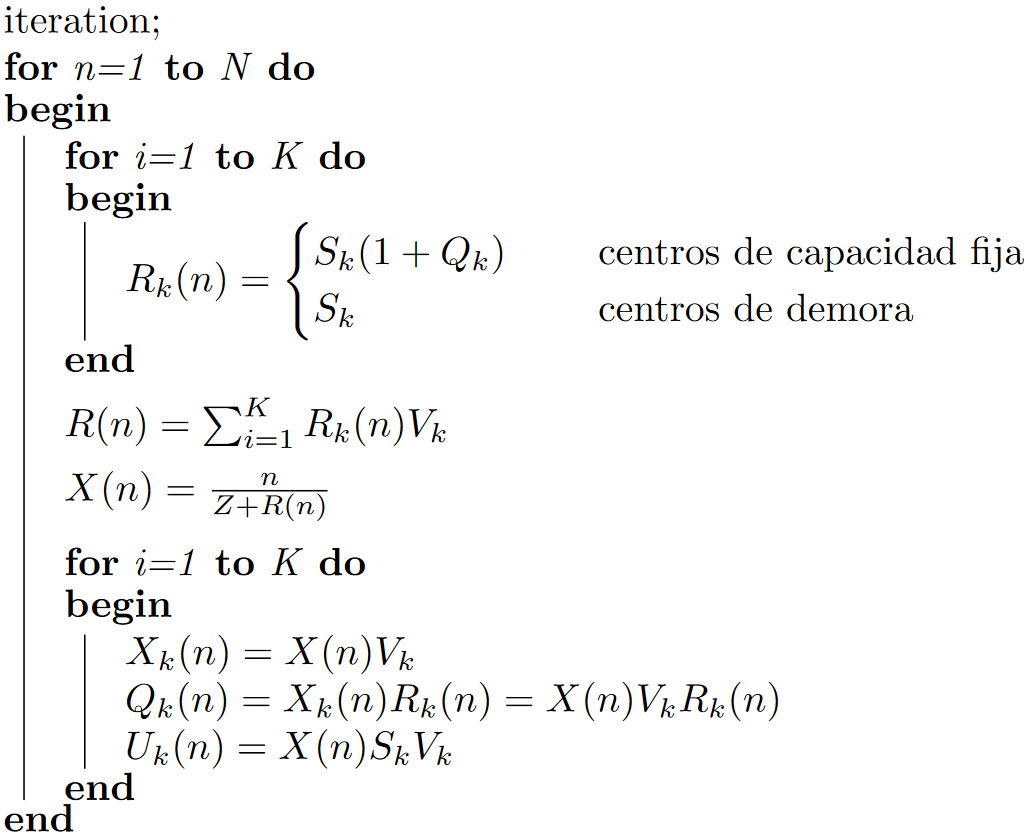 iteration;
for n=1 to N do
begin
for i=1 to K do
begin
R_k(n) = { S_k(1 + Q_k) centros de capacidad fija
S_k centros de demora
end
R(n) = ∑_{i=1}^{K} R_k(n)V_k
X(n) = \frac{n}{Z+R(n)}
for i=1 to K do
begin
X_k(n) = X(n)V_k
Q_k(n) = X_k(n)R_k(n) = X(n)V_kR_k(n)
U_k(n) = X(n)S_kV_k
end
end